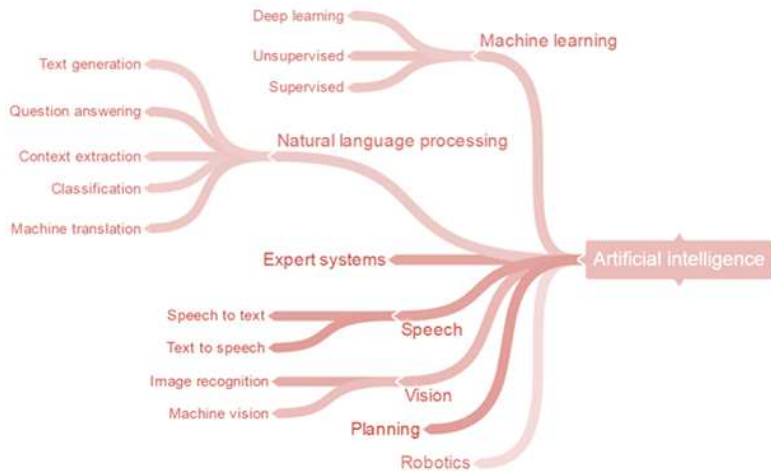 Deep learning
Machine learning
Unsupervised
Supervised
Text generation
Question answering
Natural language processing
Context extraction
Classification
Machine translation
Artificial intelligence
Expert systems
Speech to text
Speech
Text to speech
Image recognition
Vision
Machine vision
Planning
Robotics